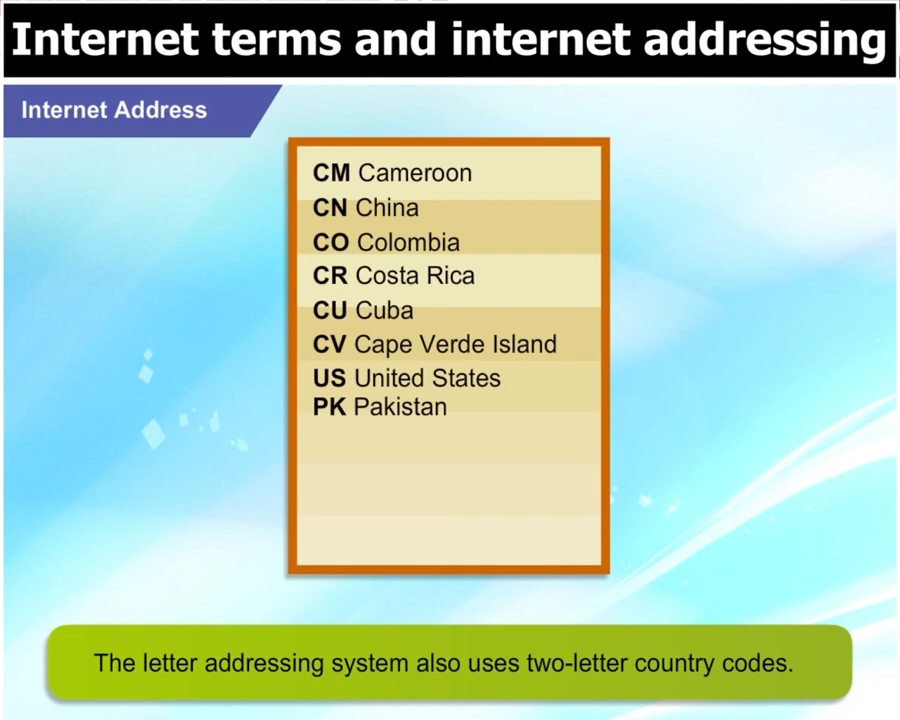 Internet terms and internet addressing
Internet Address
CM Cameroon
CN China
CO Colombia
CR Costa Rica
CU Cuba
CV Cape Verde Island
US United States
PK Pakistan
The letter addressing system also uses two-letter country codes.